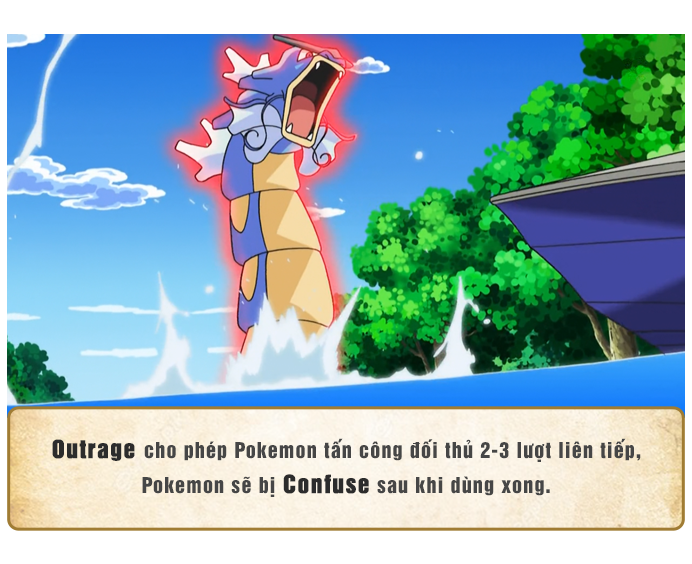 Outrage cho phép Pokemon tấn công đối thủ 2-3 lượt liên tiếp,
Pokemon sẽ bị Confuse sau khi dùng xong.